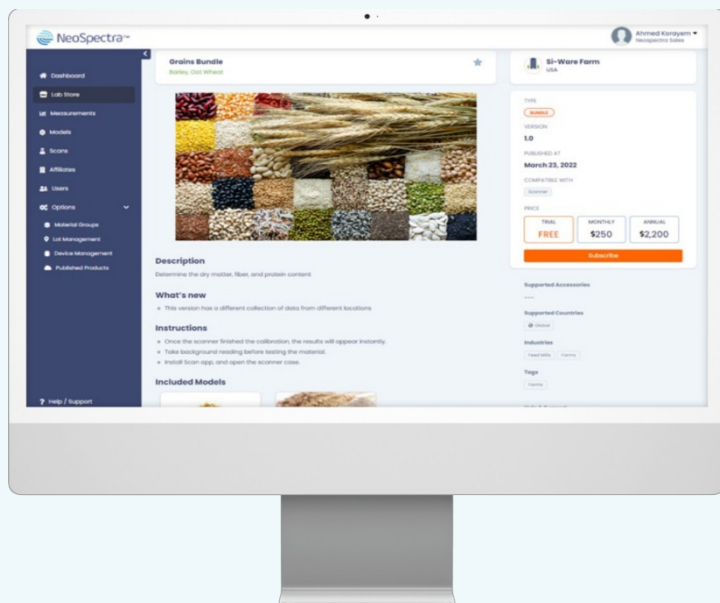 NeoSpectra™
Ahmed Korayem
Neospectra Sales
Dashboard
Lab Store
Measurements
Models
Scans
Affiliates
Users
Options
Material Groups
Lot Management
Device Management
Published Products
? Help / Support
Grains Bundle
Barley, Oat Wheat
Description
Determine the dry matter, fiber, and protein content
What's new
This version has a different collection of data from different locations
Instructions
Once the scanner finished the calibration, the results will appear instantly.
Take background reading before testing the material.
Install Scan app, and open the scanner case.
Included Models
Si-Ware Farm
USA
TYPE
BUNDLE
VERSION
1.0
PUBLISHED AT
March 23, 2022
COMPATIBLE WITH
Scanner
PRICE
TRIAL
FREE
MONTHLY
$250
ANNUAL
$2,200
Subscribe
Supported Accessories
Supported Countries
Global
Industries
Feed Mills
Farms
Tags
Farms